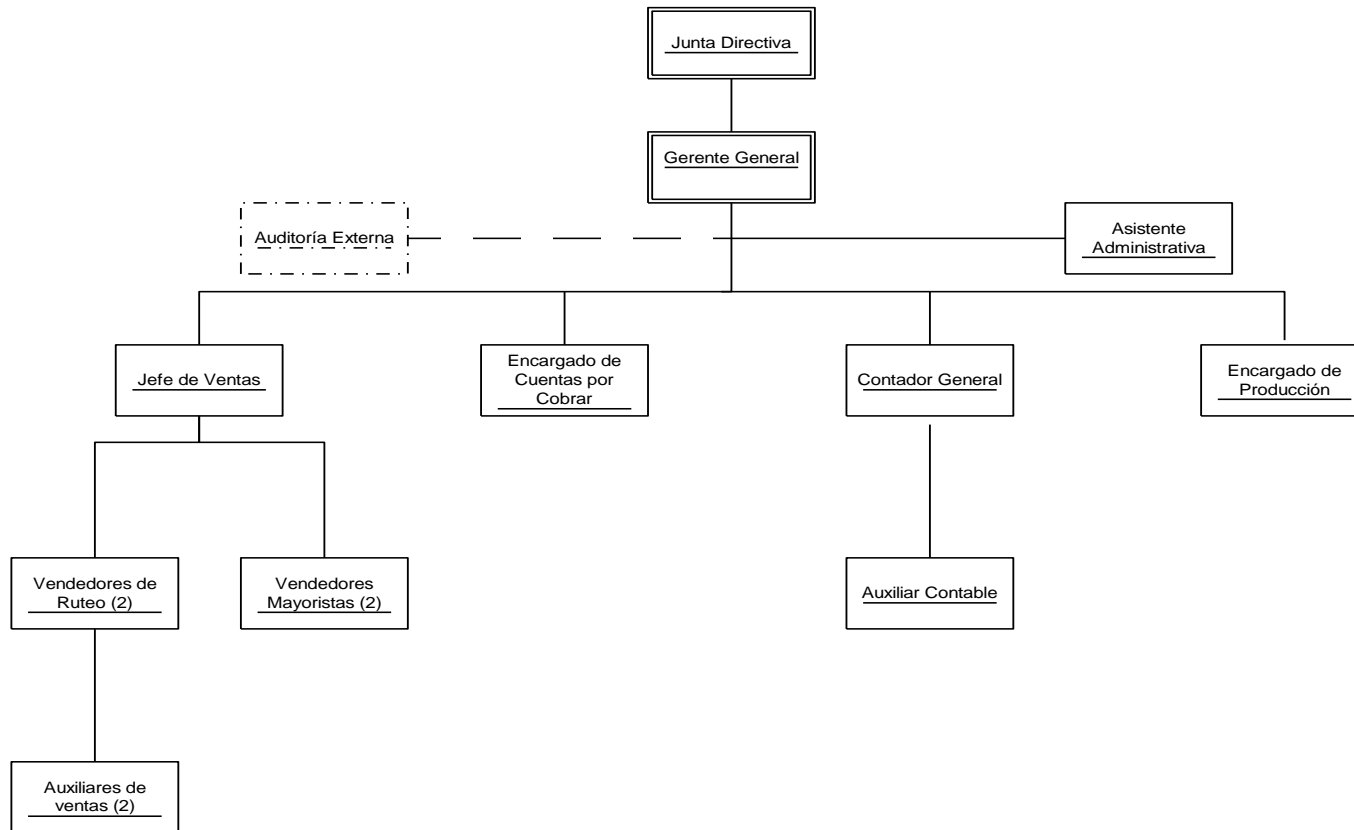 Junta Directiva
Gerente General
Auditoría Externa
Asistente
Administrativa
Jefe de Ventas
Encargado de
Cuentas por
Cobrar
Contador General
Encargado de
Producción
Vendedores de
Ruteo (2)
Vendedores
Mayoristas (2)
Auxiliar Contable
Auxiliares de
ventas (2)